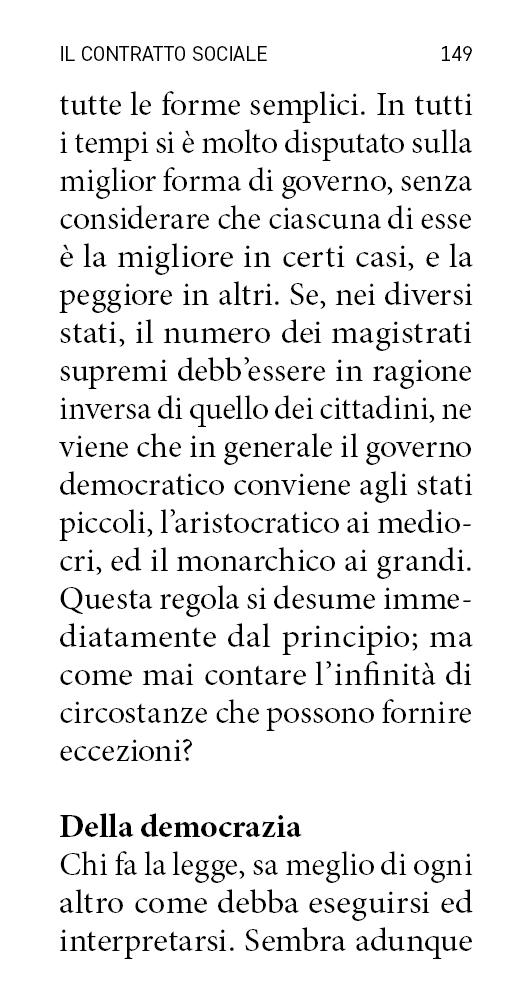 IL CONTRATTO SOCIALE 149
tutte le forme semplici. In tutti
i tempi si è molto disputato sulla
miglior forma di governo, senza
considerare che ciascuna di esse
è la migliore in certi casi, e la
peggiore in altri. Se, nei diversi
stati, il numero dei magistrati
supremi debb’essere in ragione
inversa di quello dei cittadini, ne
viene che in generale il governo
democratico conviene agli stati
piccoli, l’aristocratico ai medio-
cri, ed il monarchico ai grandi.
Questa regola si desume imme-
diatamente dal principio; ma
come mai contare l’infinità di
circostanze che possono fornire
eccezioni?
Della democrazia
Chi fa la legge, sa meglio di ogni
altro come debba eseguirsi ed
interpretarsi. Sembra adunque